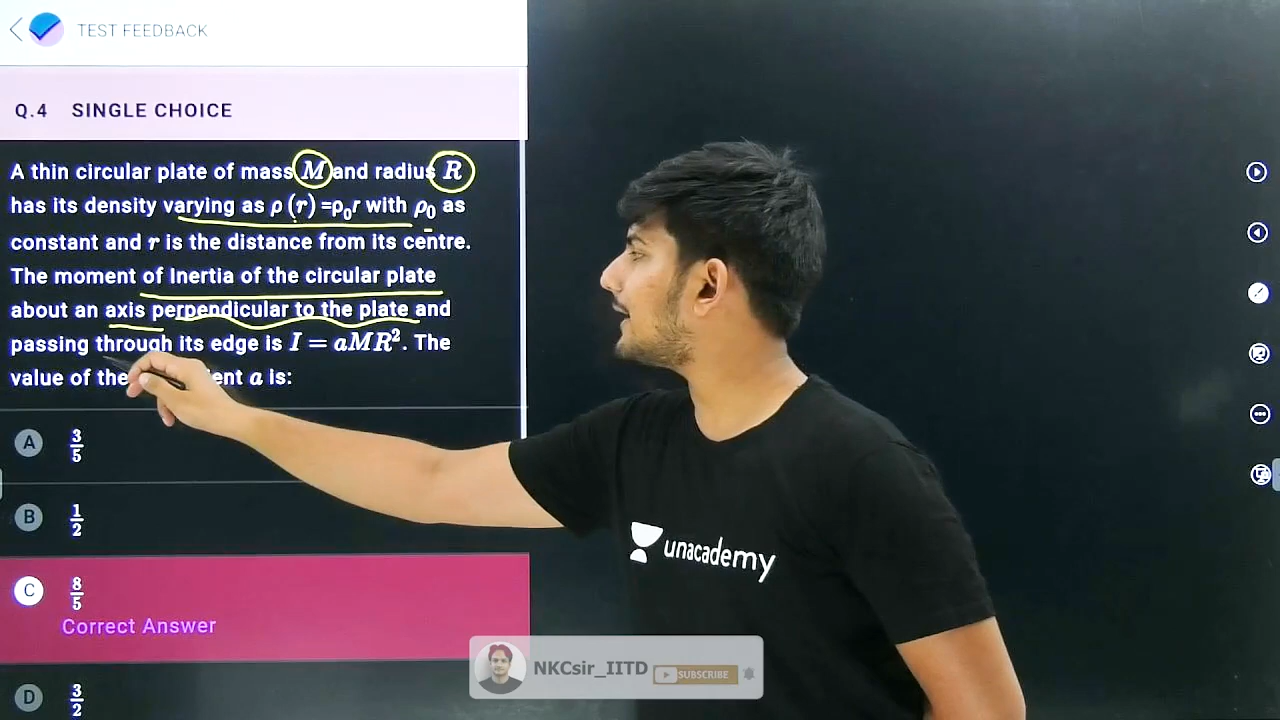 TEST FEEDBACK
Q.4 SINGLE CHOICE
A thin circular plate of mass M and radius R
has its density varying as ρ(r)=ρ₀r with ρ₀ as
constant and r is the distance from its centre.
The moment of Inertia of the circular plate
about an axis perpendicular to the plate and
passing through its edge is I = aMR². The
value of the ent a is:
A 3/5
B 1/2
C 8/5
Correct Answer
D 3/2
unacademy
NKCsir_IITD SUBSCRIBE